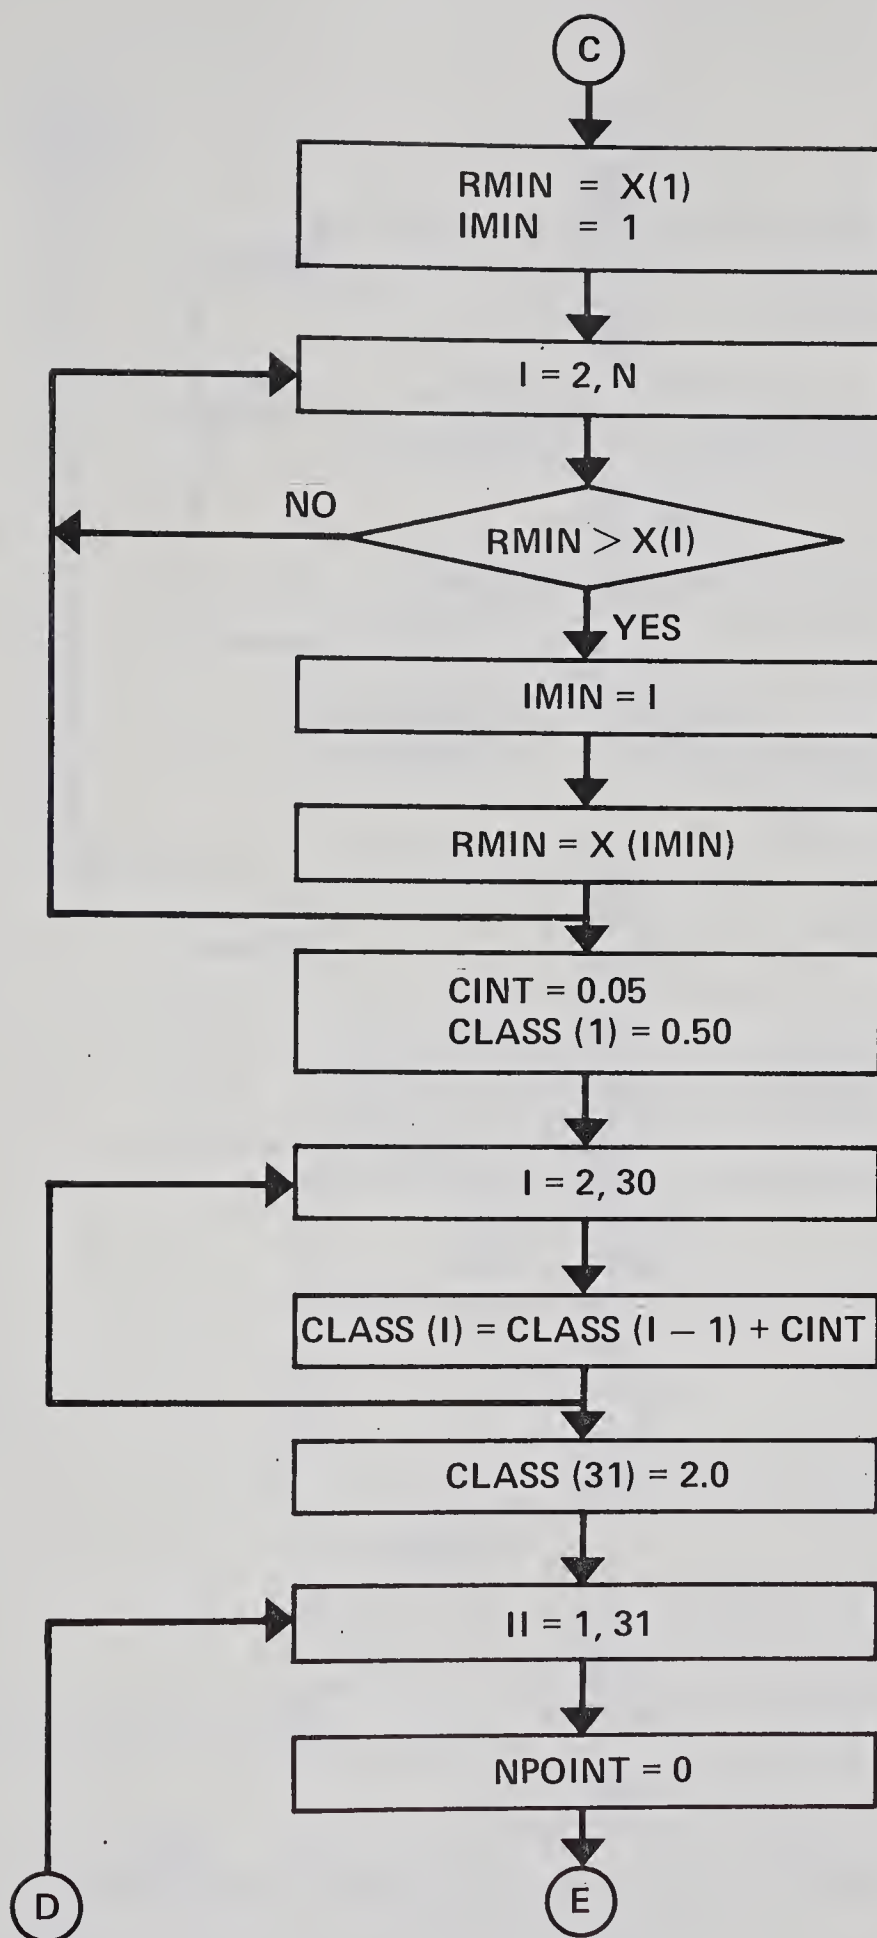 C
RMIN = X(1)
IMIN = 1
I = 2, N
NO
RMIN > X(I)
YES
IMIN = I
RMIN = X (IMIN)
CINT = 0.05
CLASS (1) = 0.50
I = 2, 30
CLASS (I) = CLASS (I − 1) + CINT
CLASS (31) = 2.0
II = 1, 31
NPOINT = 0
D
E